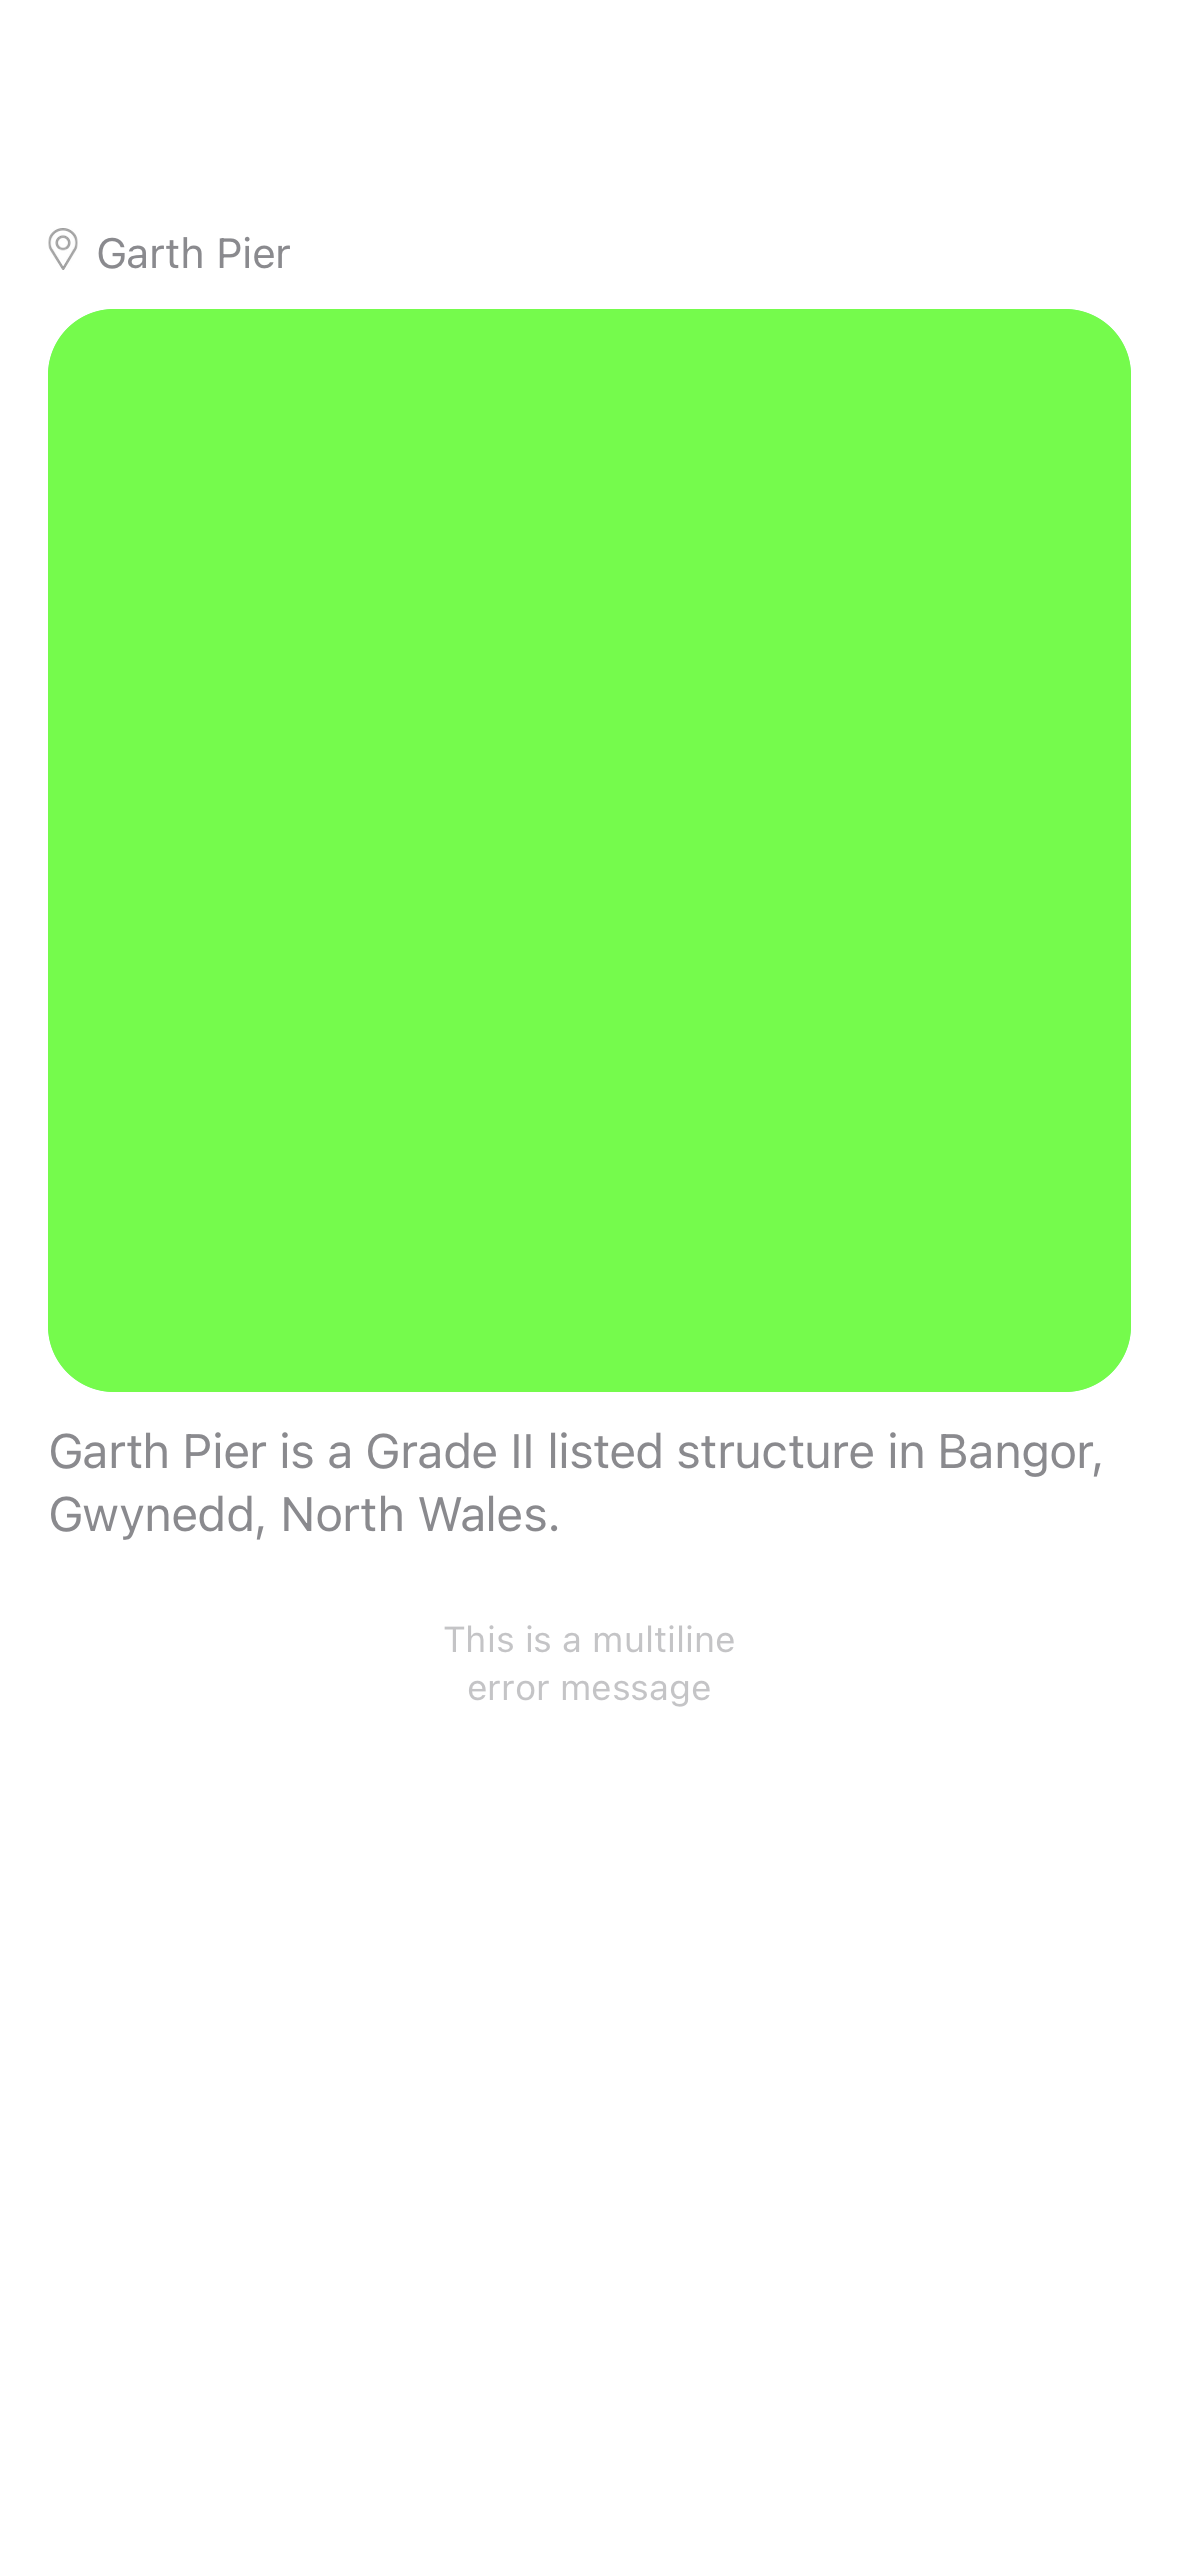 Garth Pier
Garth Pier is a Grade II listed structure in Bangor,
Gwynedd, North Wales.
This is a multiline
error message